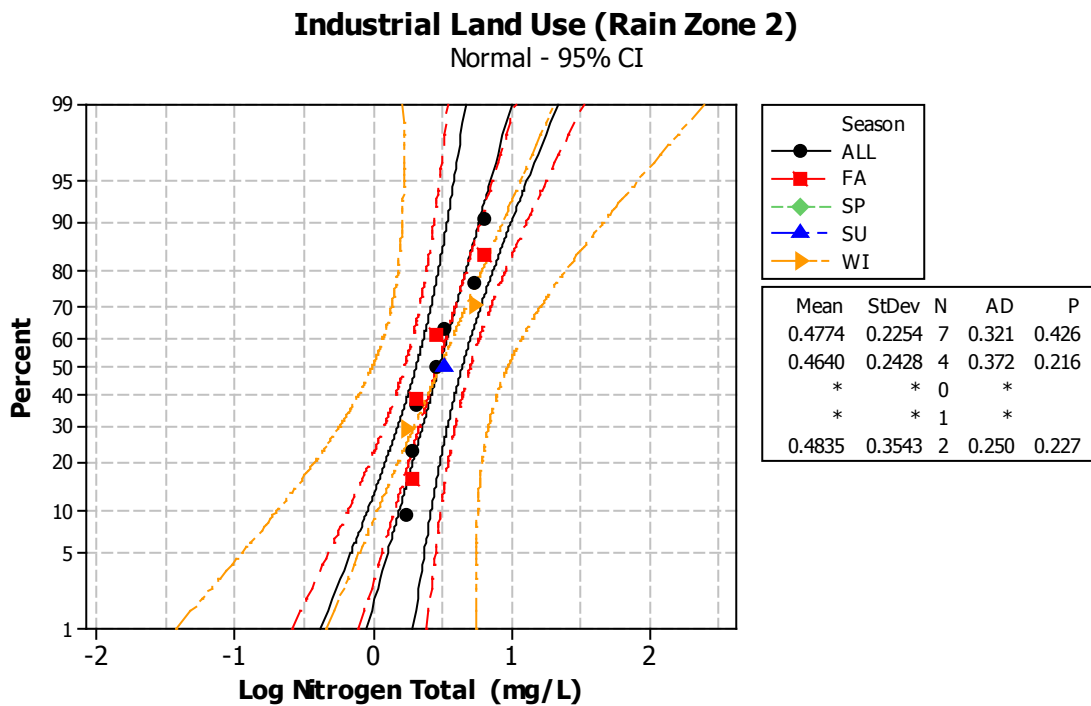 Industrial Land Use (Rain Zone 2)
Normal - 95% CI
99
95
90
80
70
60
50
40
30
20
10
5
1
Percent
-2 -1 0 1 2
Log Nitrogen Total (mg/L)
Season
ALL
FA
SP
SU
WI
Mean StDev N AD P
0.4774 0.2254 7 0.321 0.426
0.4640 0.2428 4 0.372 0.216
* * 0 *
* * 1 *
0.4835 0.3543 2 0.250 0.227